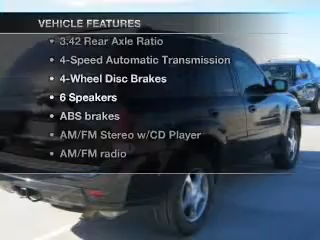 VEHICLE FEATURES
• 3.42 Rear Axle Ratio
• 4-Speed Automatic Transmission
• 4-Wheel Disc Brakes
• 6 Speakers
• ABS brakes
• AM/FM Stereo w/CD Player
• AM/FM radio